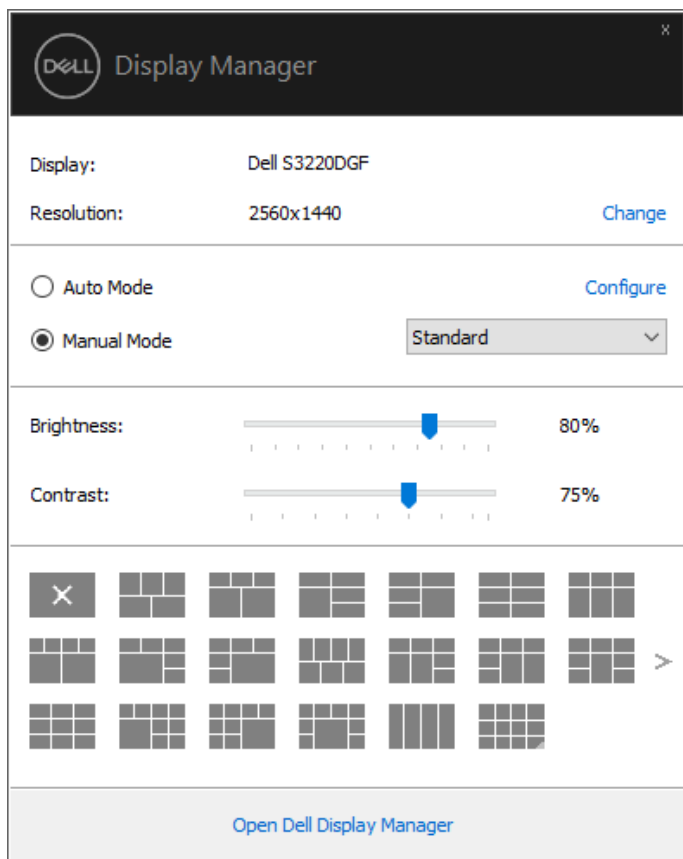 x
DELL Display Manager
Display: Dell S3220DGF
Resolution: 2560x1440 Change
Auto Mode Configure
Manual Mode Standard
Brightness: 80%
Contrast: 75%
Open Dell Display Manager